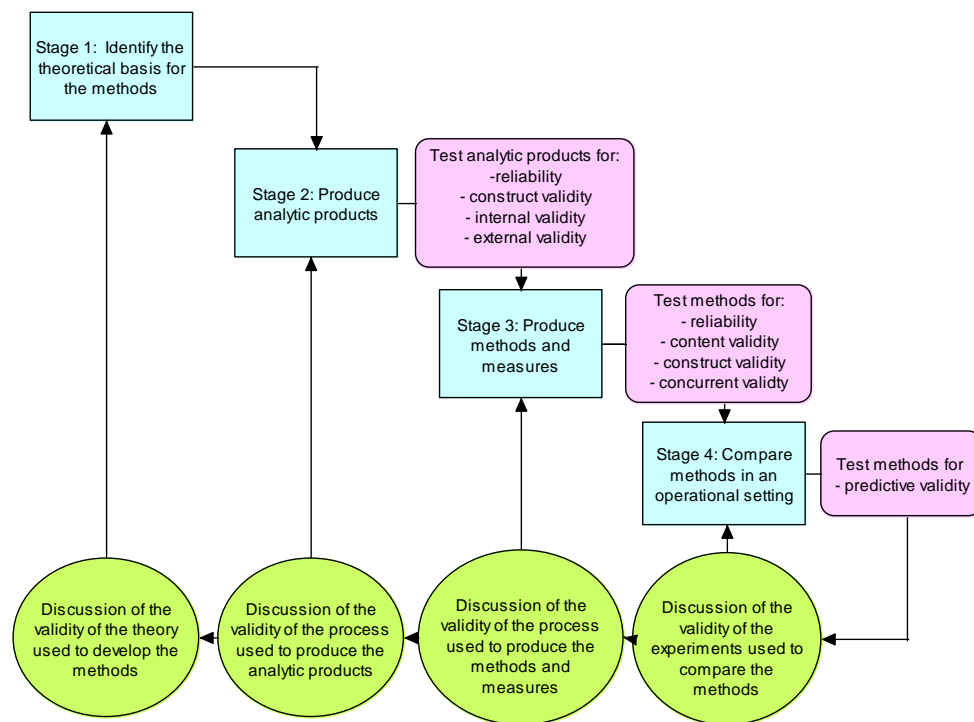 Stage 1:  Identify the
theoretical basis for
the methods
Stage 2: Produce
analytic products
Test analytic products for:
-reliability
- construct validity
- internal validity
- external validity
Stage 3: Produce
methods and
measures
Test methods for:
- reliability
- content validity
- construct validity
- concurrent validty
Stage 4: Compare
methods in an
operational setting
Test methods for
- predictive validity
Discussion of the
validity of the theory
used to develop the
methods
Discussion of the
validity of the process
used to produce the
analytic products
Discussion of the
validity of the process
used to produce the
methods and
measures
Discussion of the
validity of the
experiments used to
compare the
methods